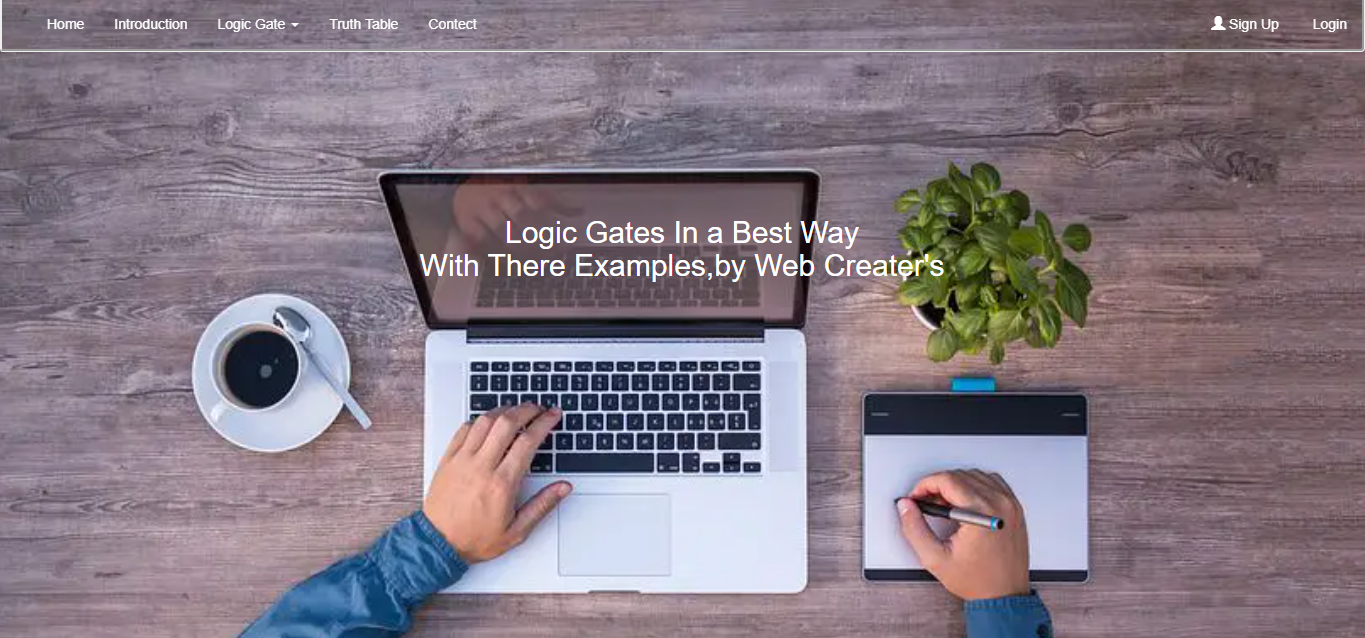 Home Introduction Logic Gate Truth Table Contect Sign Up Login
Logic Gates In a Best Way
With There Examples,by Web Creater's